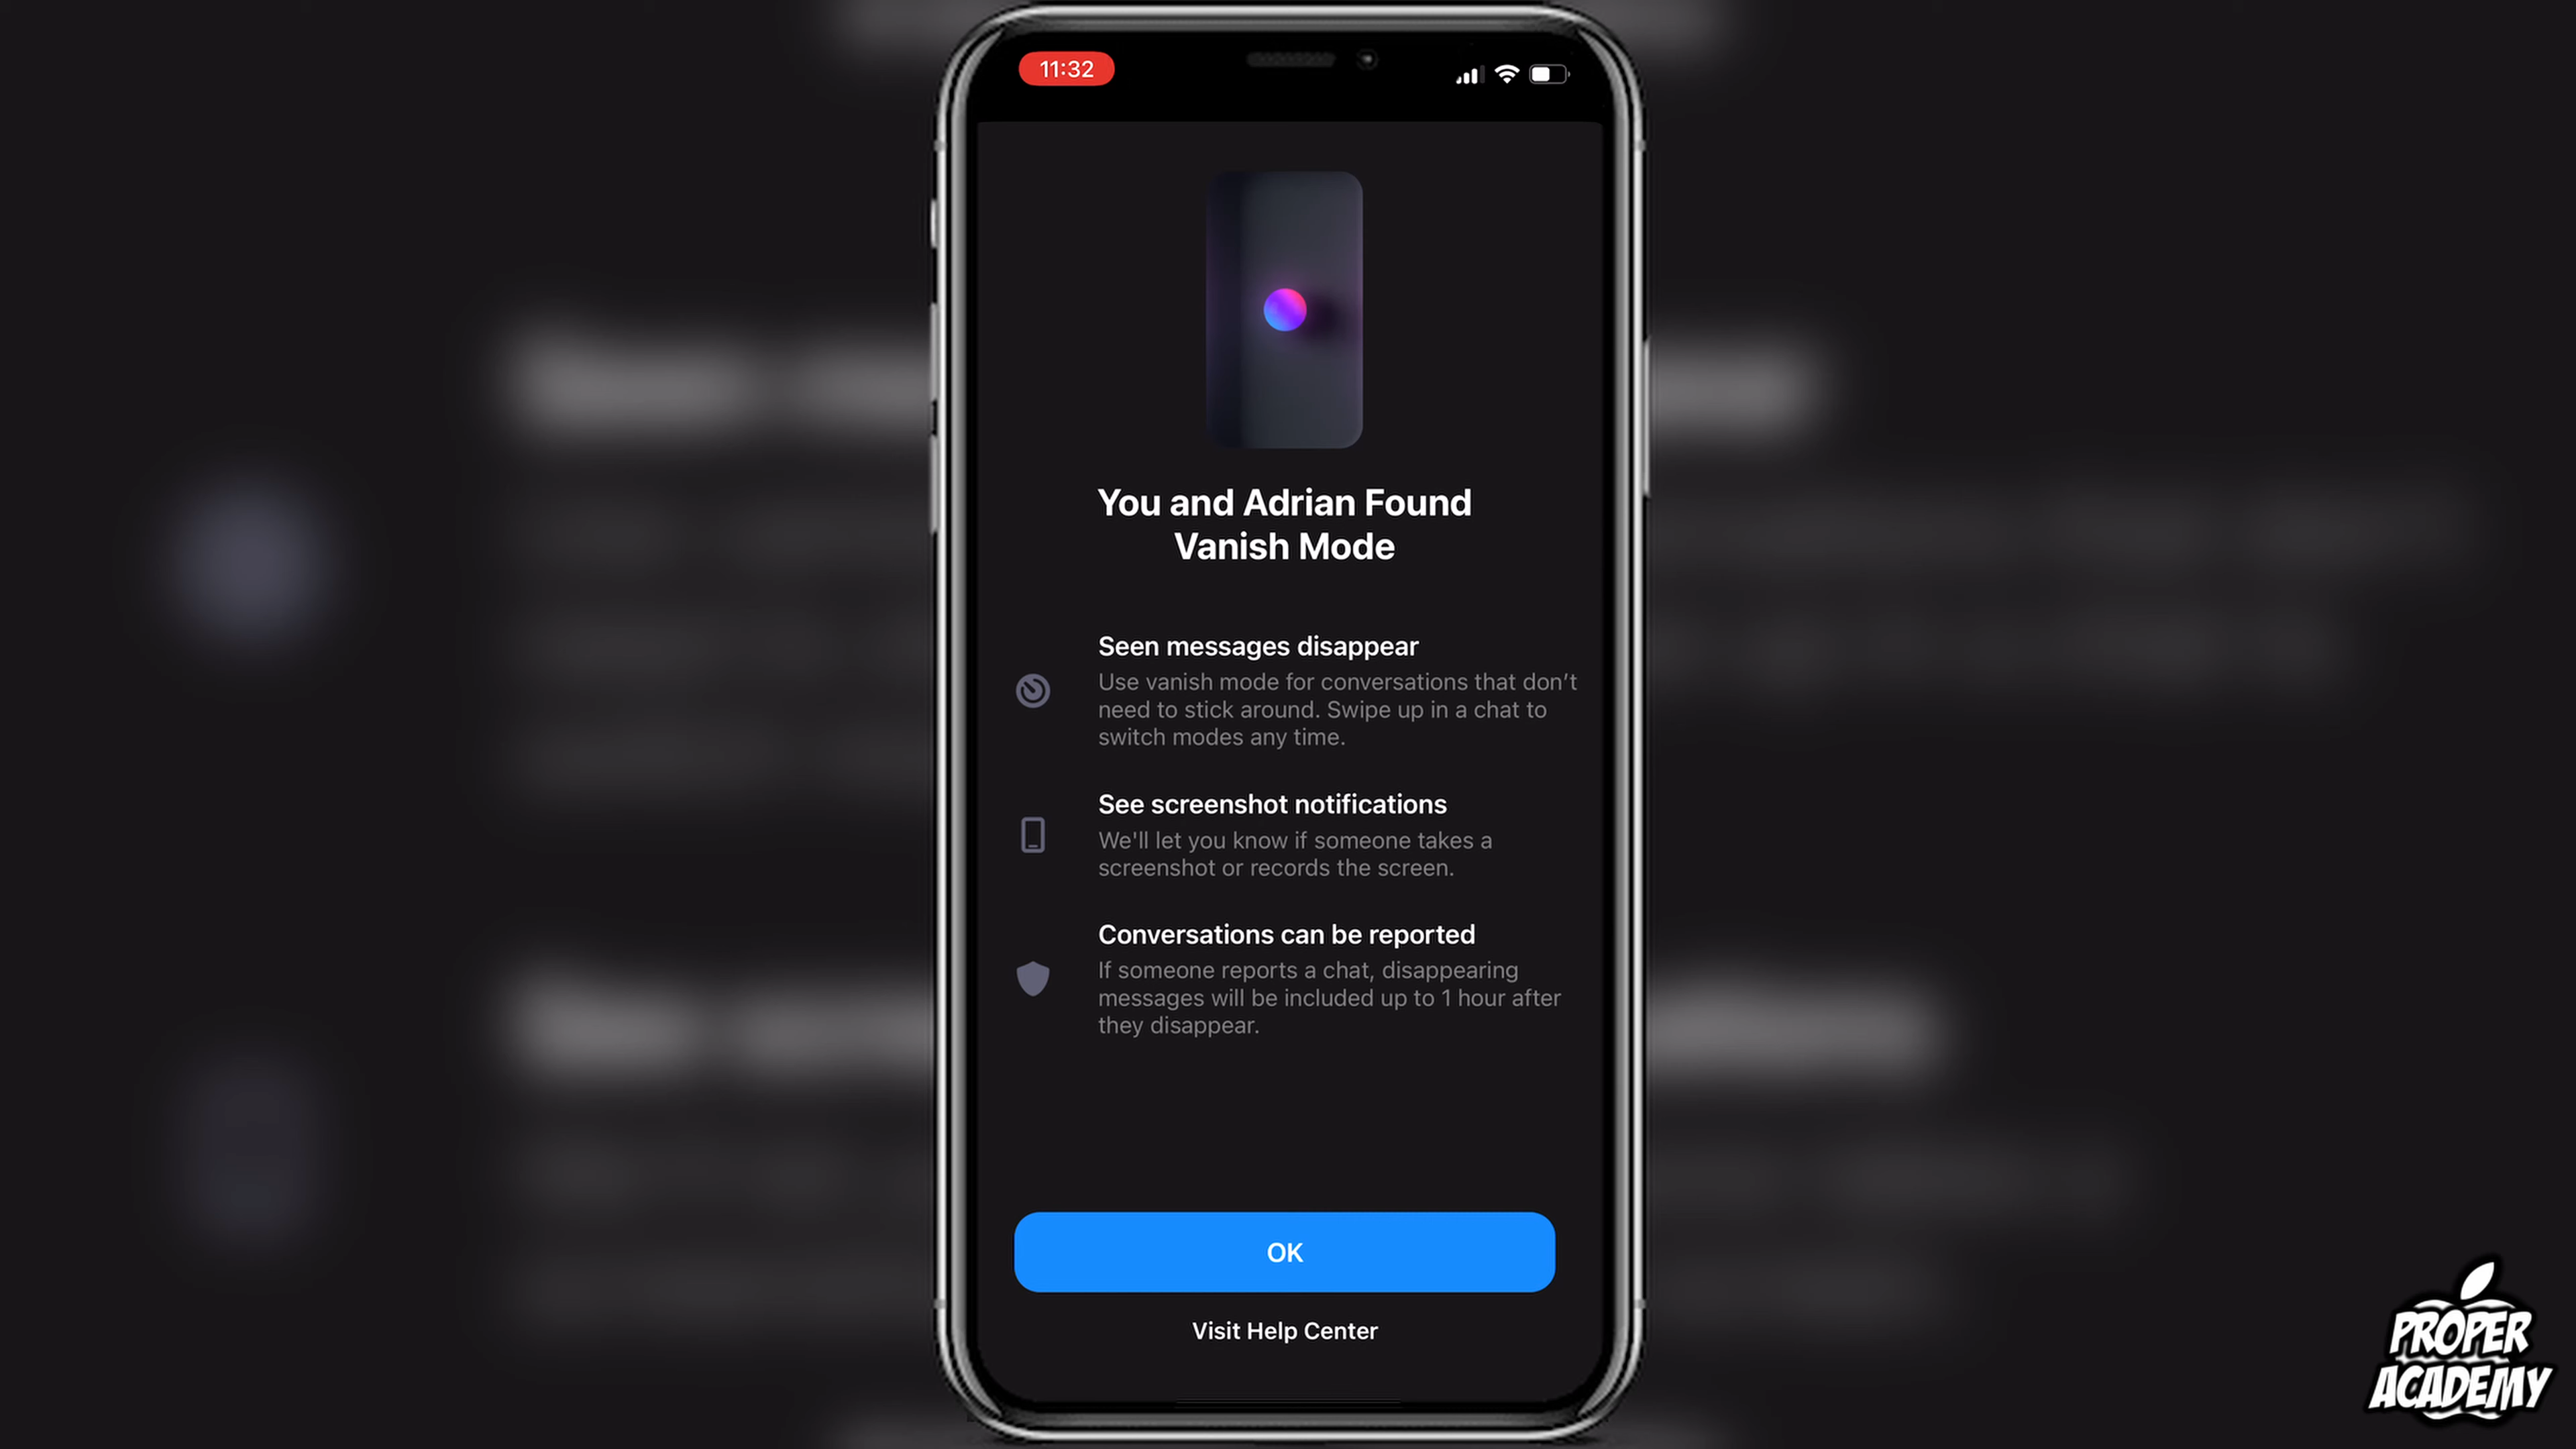 11:32
You and Adrian Found
Vanish Mode
Seen messages disappear
Use vanish mode for conversations that don’t
need to stick around. Swipe up in a chat to
switch modes any time.
See screenshot notifications
We'll let you know if someone takes a
screenshot or records the screen.
Conversations can be reported
If someone reports a chat, disappearing
messages will be included up to 1 hour after
they disappear.
OK
Visit Help Center
PROPER
ACADEMY